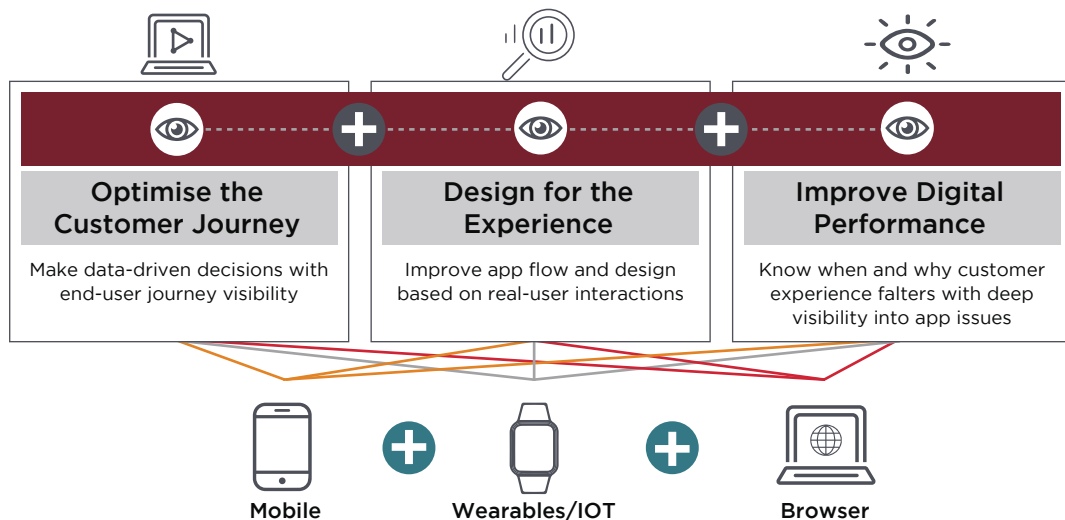 Optimise the
Customer Journey
Make data-driven decisions with
end-user journey visibility
Design for the
Experience
Improve app flow and design
based on real-user interactions
Improve Digital
Performance
Know when and why customer
experience falters with deep
visibility into app issues
Mobile
Wearables/IOT
Browser